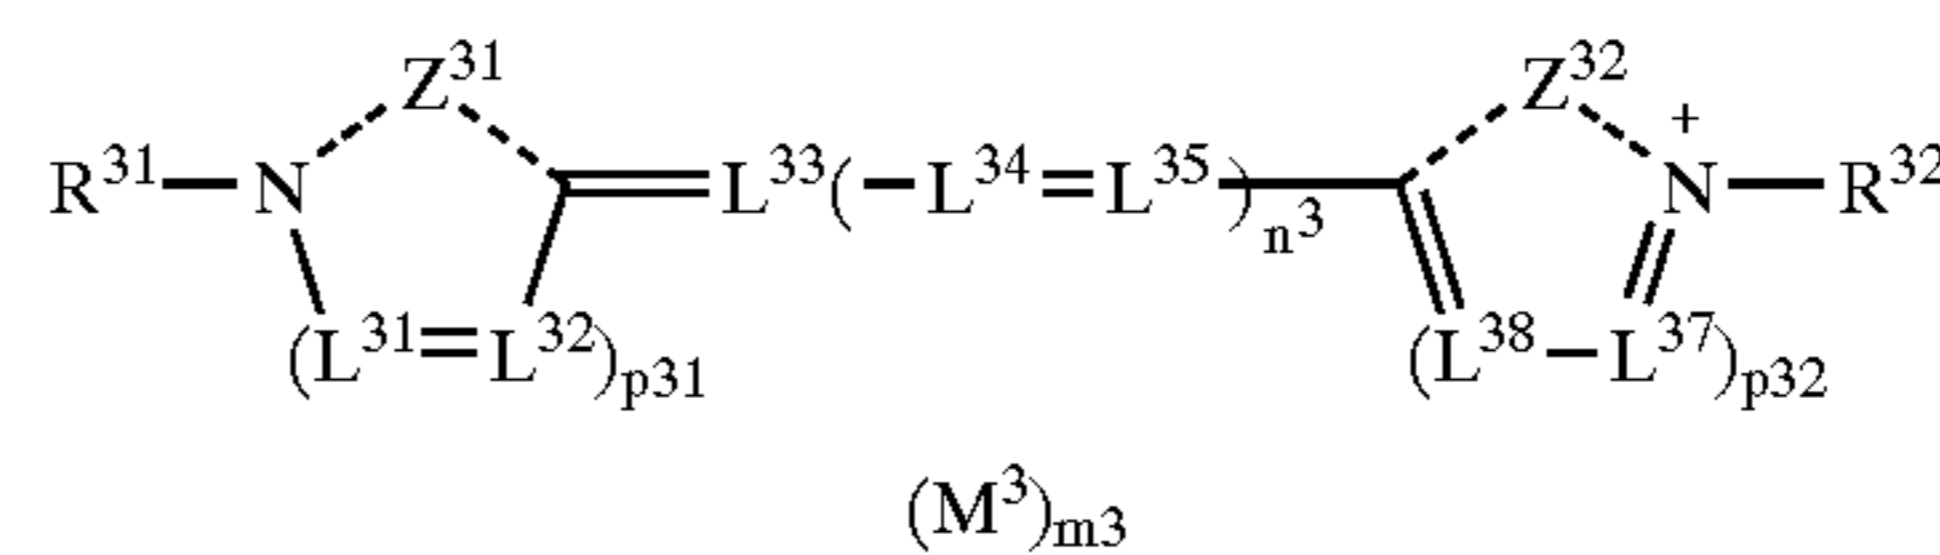 Z³¹ Z³²
R³¹—N =L³³(—L³⁴=L³⁵)n³ +N—R³²
(L³¹=L³²)p31 (L³⁸—L³⁷)p32
(M³)m3